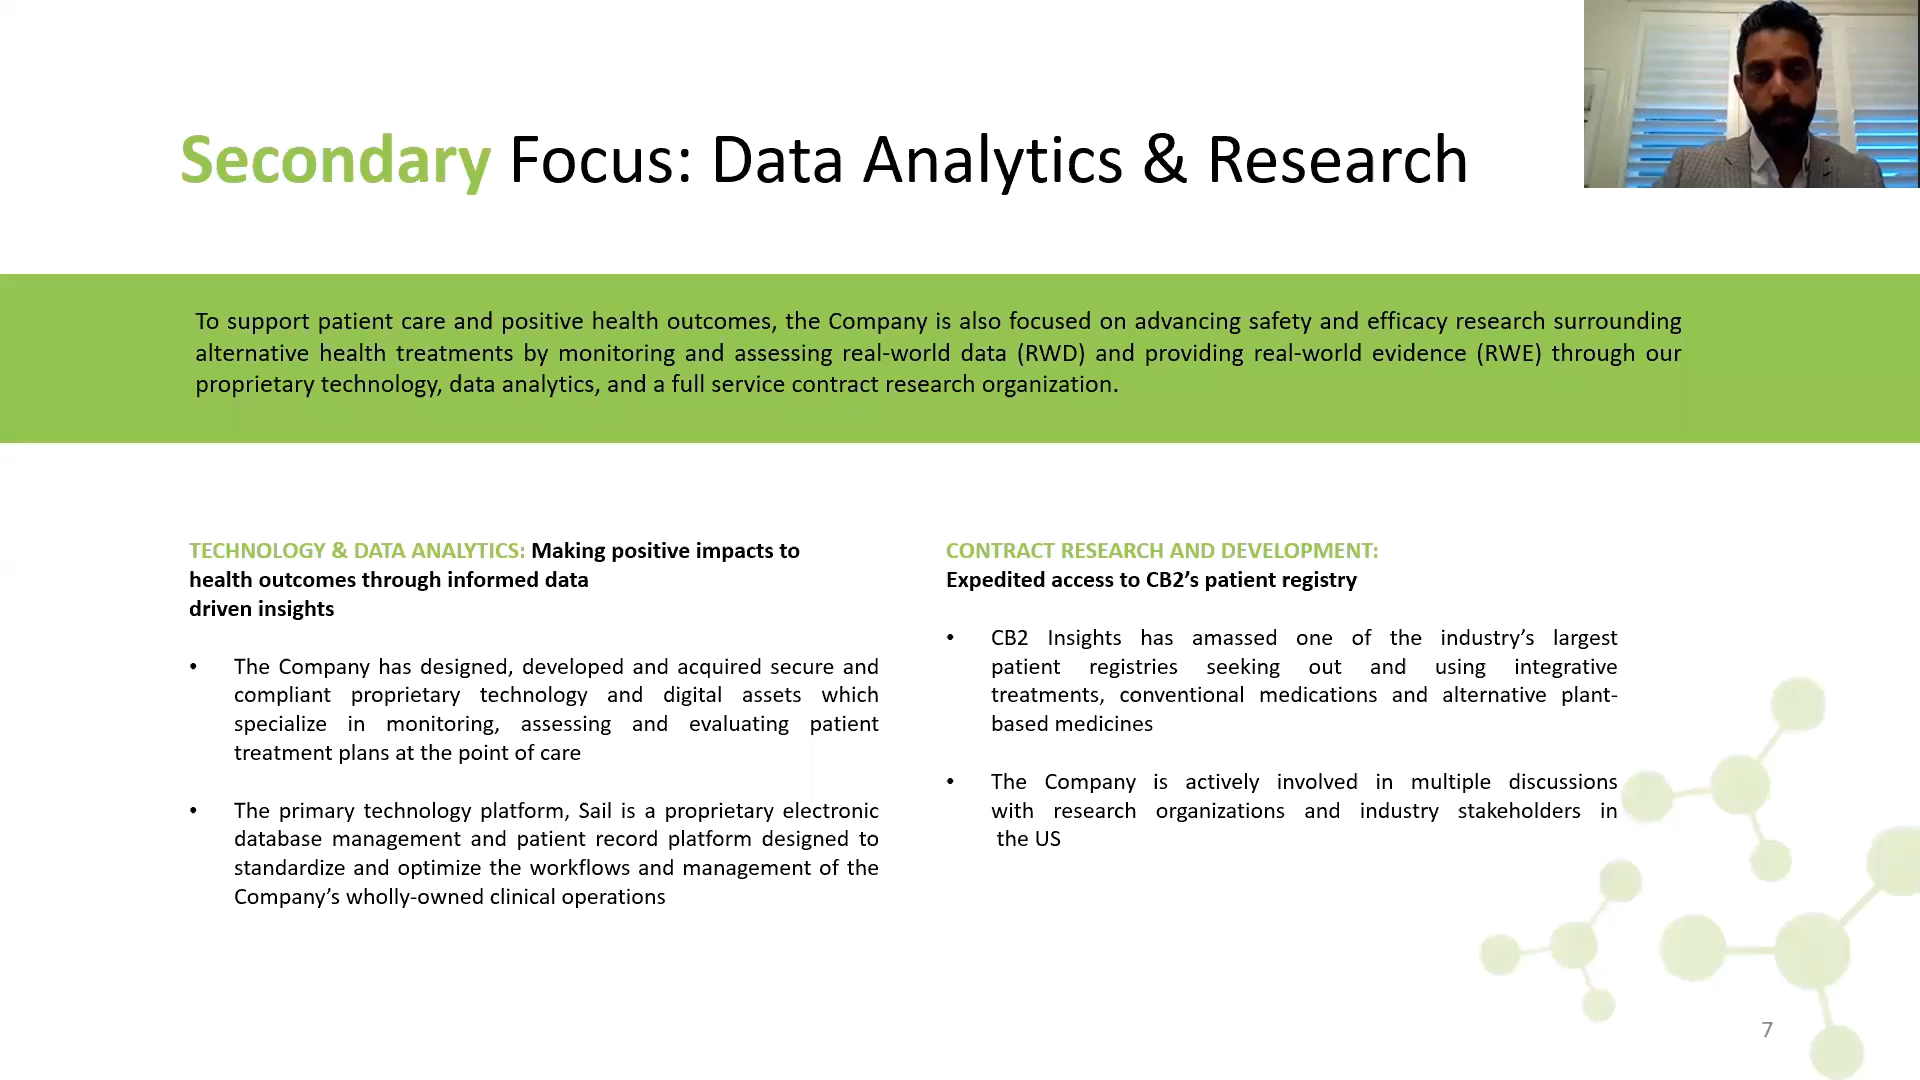 Secondary Focus: Data Analytics & Research
To support patient care and positive health outcomes, the Company is also focused on advancing safety and efficacy research surrounding
alternative health treatments by monitoring and assessing real-world data (RWD) and providing real-world evidence (RWE) through our
proprietary technology, data analytics, and a full service contract research organization.
TECHNOLOGY & DATA ANALYTICS: Making positive impacts to
health outcomes through informed data
driven insights
• The Company has designed, developed and acquired secure and
compliant proprietary technology and digital assets which
specialize in monitoring, assessing and evaluating patient
treatment plans at the point of care
• The primary technology platform, Sail is a proprietary electronic
database management and patient record platform designed to
standardize and optimize the workflows and management of the
Company’s wholly-owned clinical operations
CONTRACT RESEARCH AND DEVELOPMENT:
Expedited access to CB2’s patient registry
• CB2 Insights has amassed one of the industry’s largest
patient registries seeking out and using integrative
treatments, conventional medications and alternative plant-
based medicines
• The Company is actively involved in multiple discussions
with research organizations and industry stakeholders in
the US
7